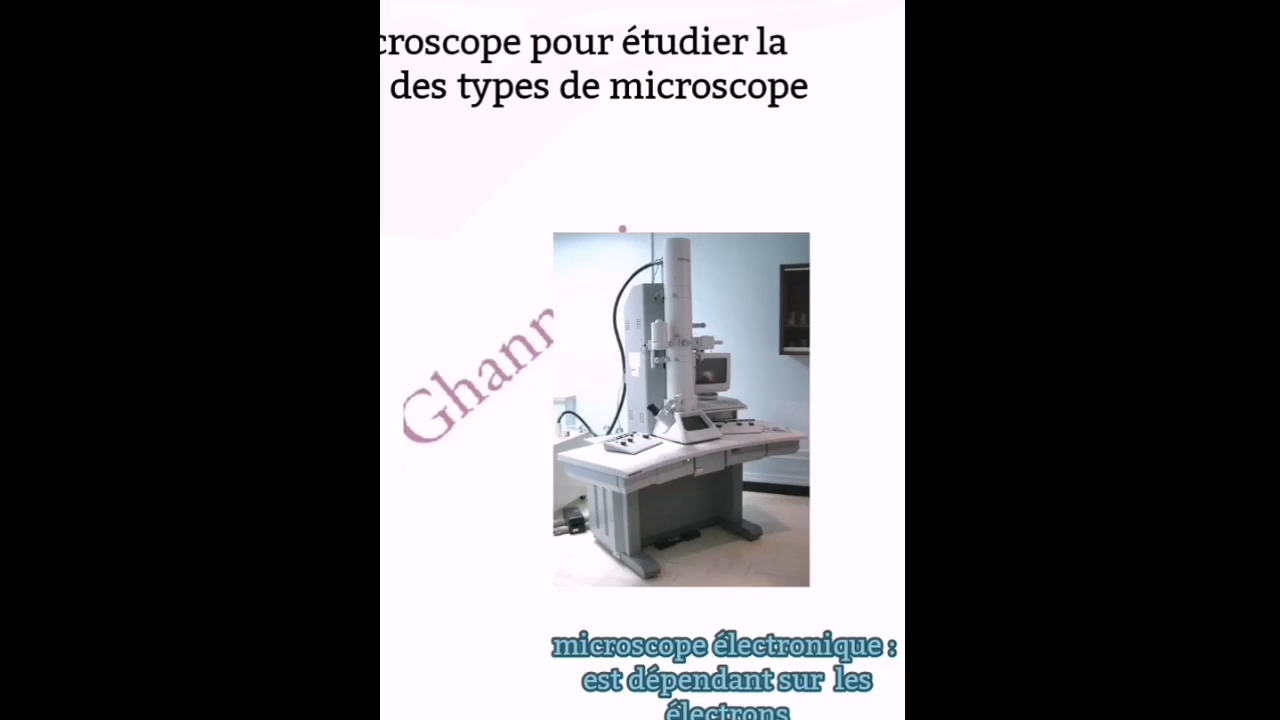 croscope pour étudier la
des types de microscope
Ghanr
microscope électronique :
est dépendant sur les
électrons